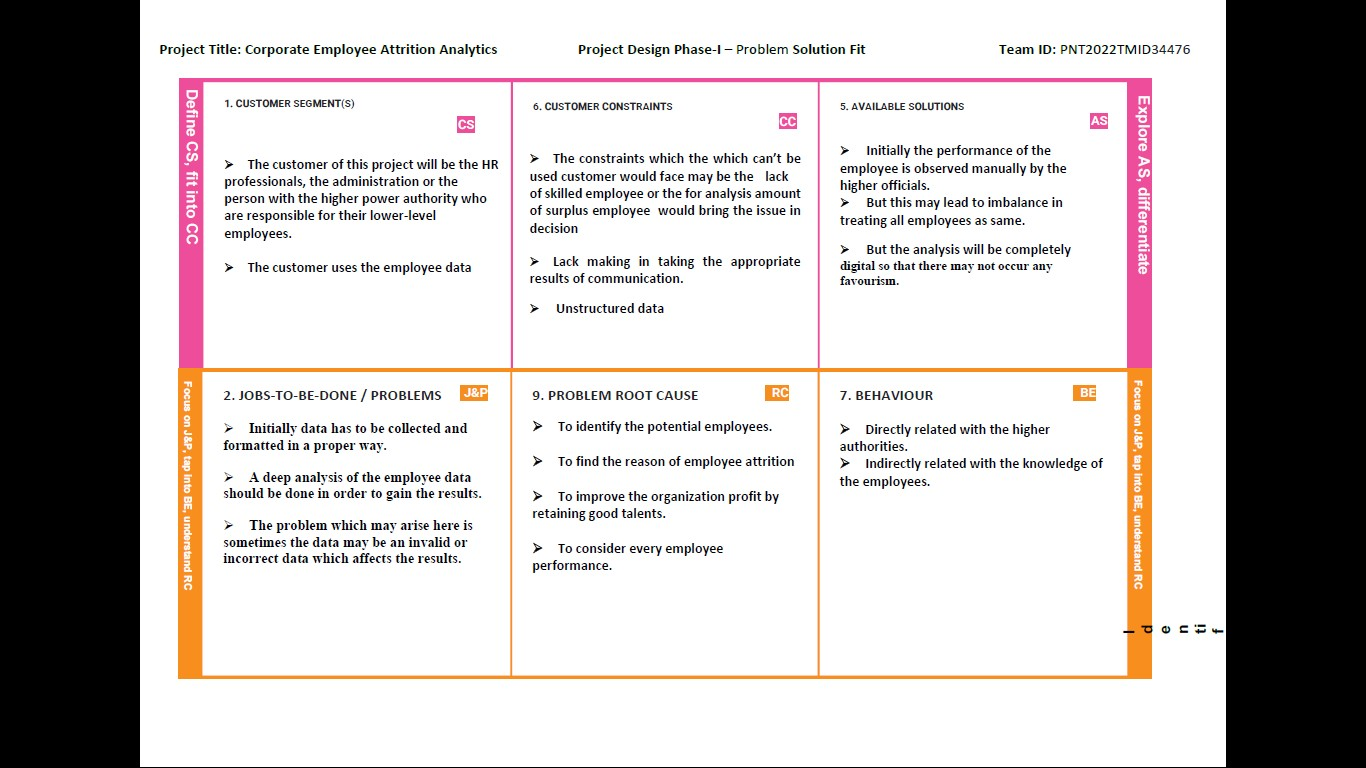 Project Title: Corporate Employee Attrition Analytics
Project Design Phase-I – Problem Solution Fit
Team ID: PNT2022TMID34476
Define CS, fit into CC
1. CUSTOMER SEGMENT(S)
CS
➢ The customer of this project will be the HR
professionals, the administration or the
person with the higher power authority who
are responsible for their lower-level
employees.
➢ The customer uses the employee data
6. CUSTOMER CONSTRAINTS
CC
➢ The constraints which the which can’t be
used customer would face may be the lack
of skilled employee or the for analysis amount
of surplus employee would bring the issue in
decision
➢ Lack making in taking the appropriate
results of communication.
➢ Unstructured data
5. AVAILABLE SOLUTIONS
AS
➢ Initially the performance of the
employee is observed manually by the
higher officials.
➢ But this may lead to imbalance in
treating all employees as same.
➢ But the analysis will be completely
digital so that there may not occur any
favourism.
Explore AS, differentiate
Focus on J&P, tap into BE, understand RC
2. JOBS-TO-BE-DONE / PROBLEMS
J&P
➢ Initially data has to be collected and
formatted in a proper way.
➢ A deep analysis of the employee data
should be done in order to gain the results.
➢ The problem which may arise here is
sometimes the data may be an invalid or
incorrect data which affects the results.
9. PROBLEM ROOT CAUSE
RC
➢ To identify the potential employees.
➢ To find the reason of employee attrition
➢ To improve the organization profit by
retaining good talents.
➢ To consider every employee
performance.
7. BEHAVIOUR
BE
➢ Directly related with the higher
authorities.
➢ Indirectly related with the knowledge of
the employees.
Focus on J&P, tap into BE, understand RC
Identif